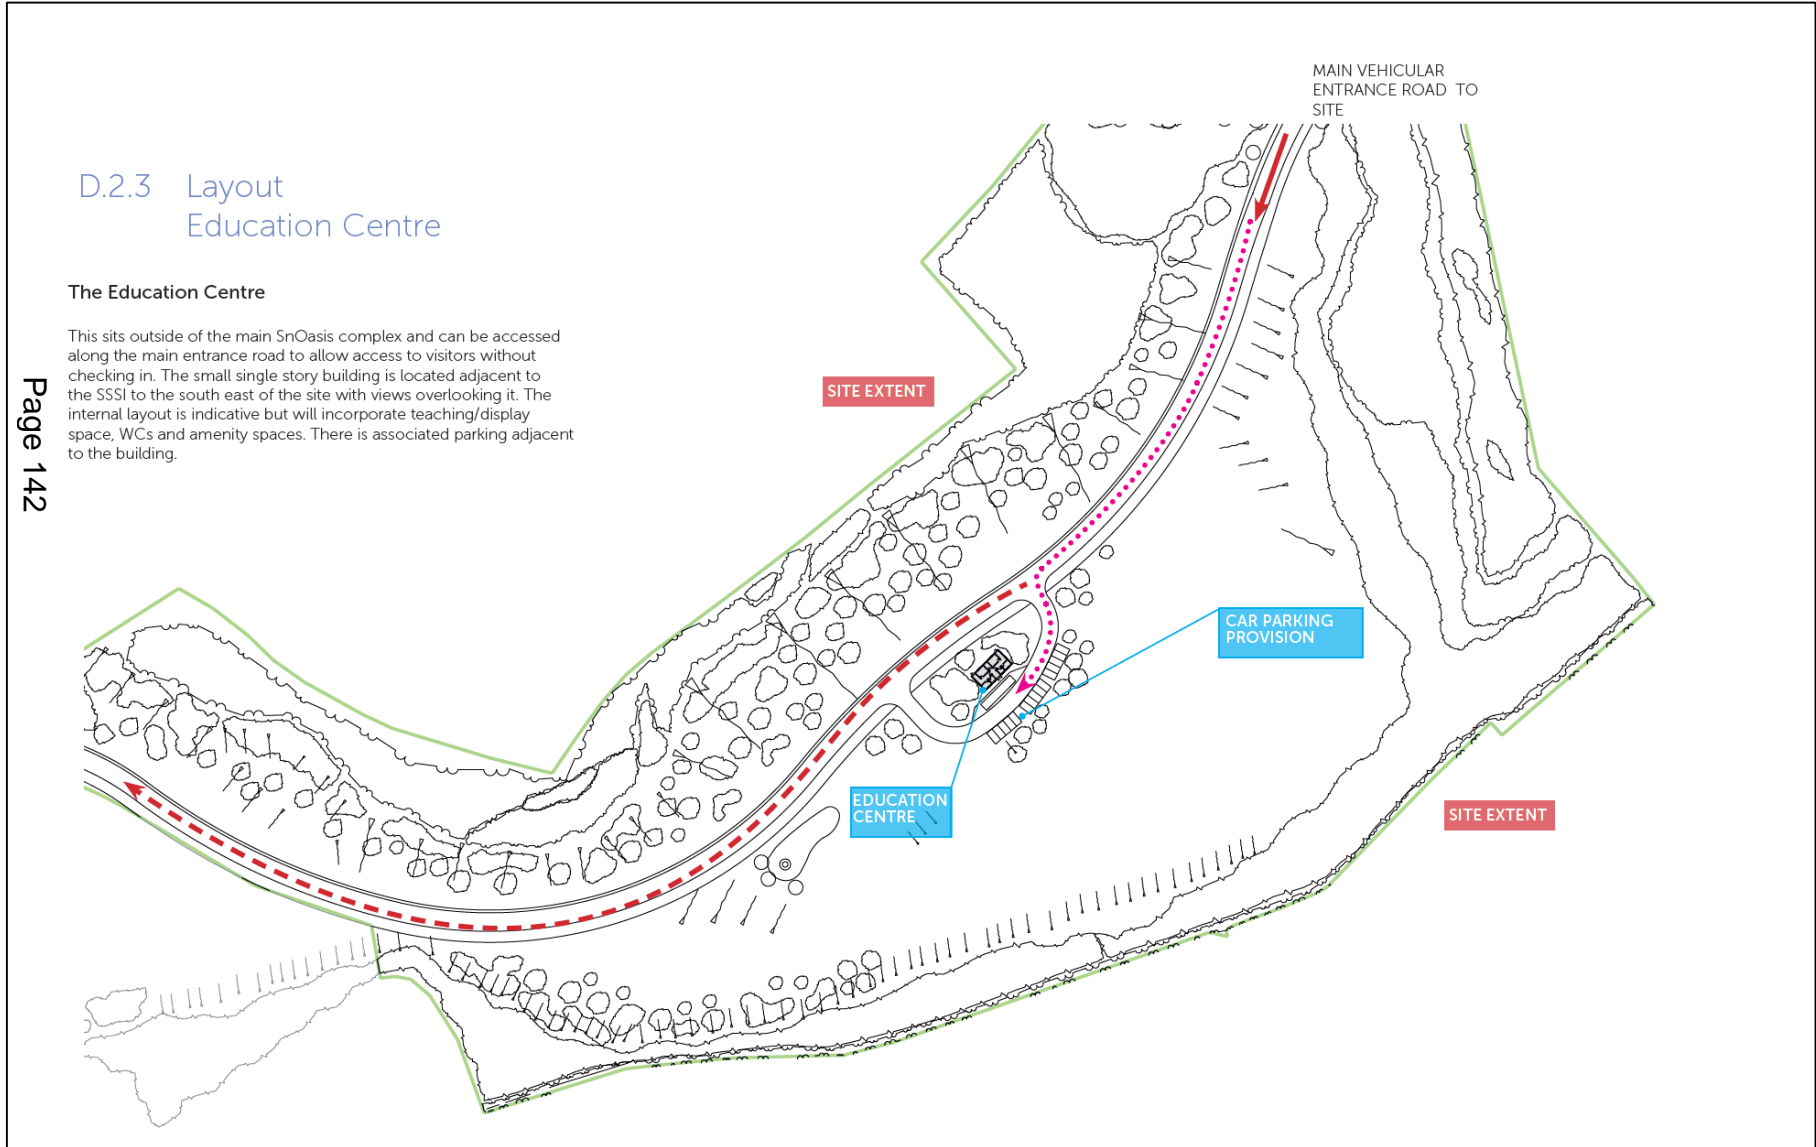 MAIN VEHICULAR
ENTRANCE ROAD TO
SITE
D.2.3 Layout
Education Centre
The Education Centre
This sits outside of the main SnOasis complex and can be accessed
along the main entrance road to allow access to visitors without
checking in. The small single story building is located adjacent to
the SSSI to the south east of the site with views overlooking it. The
internal layout is indicative but will incorporate teaching/display
space, WCs and amenity spaces. There is associated parking adjacent
to the building.
Page 142
SITE EXTENT
CAR PARKING
PROVISION
EDUCATION
CENTRE
SITE EXTENT